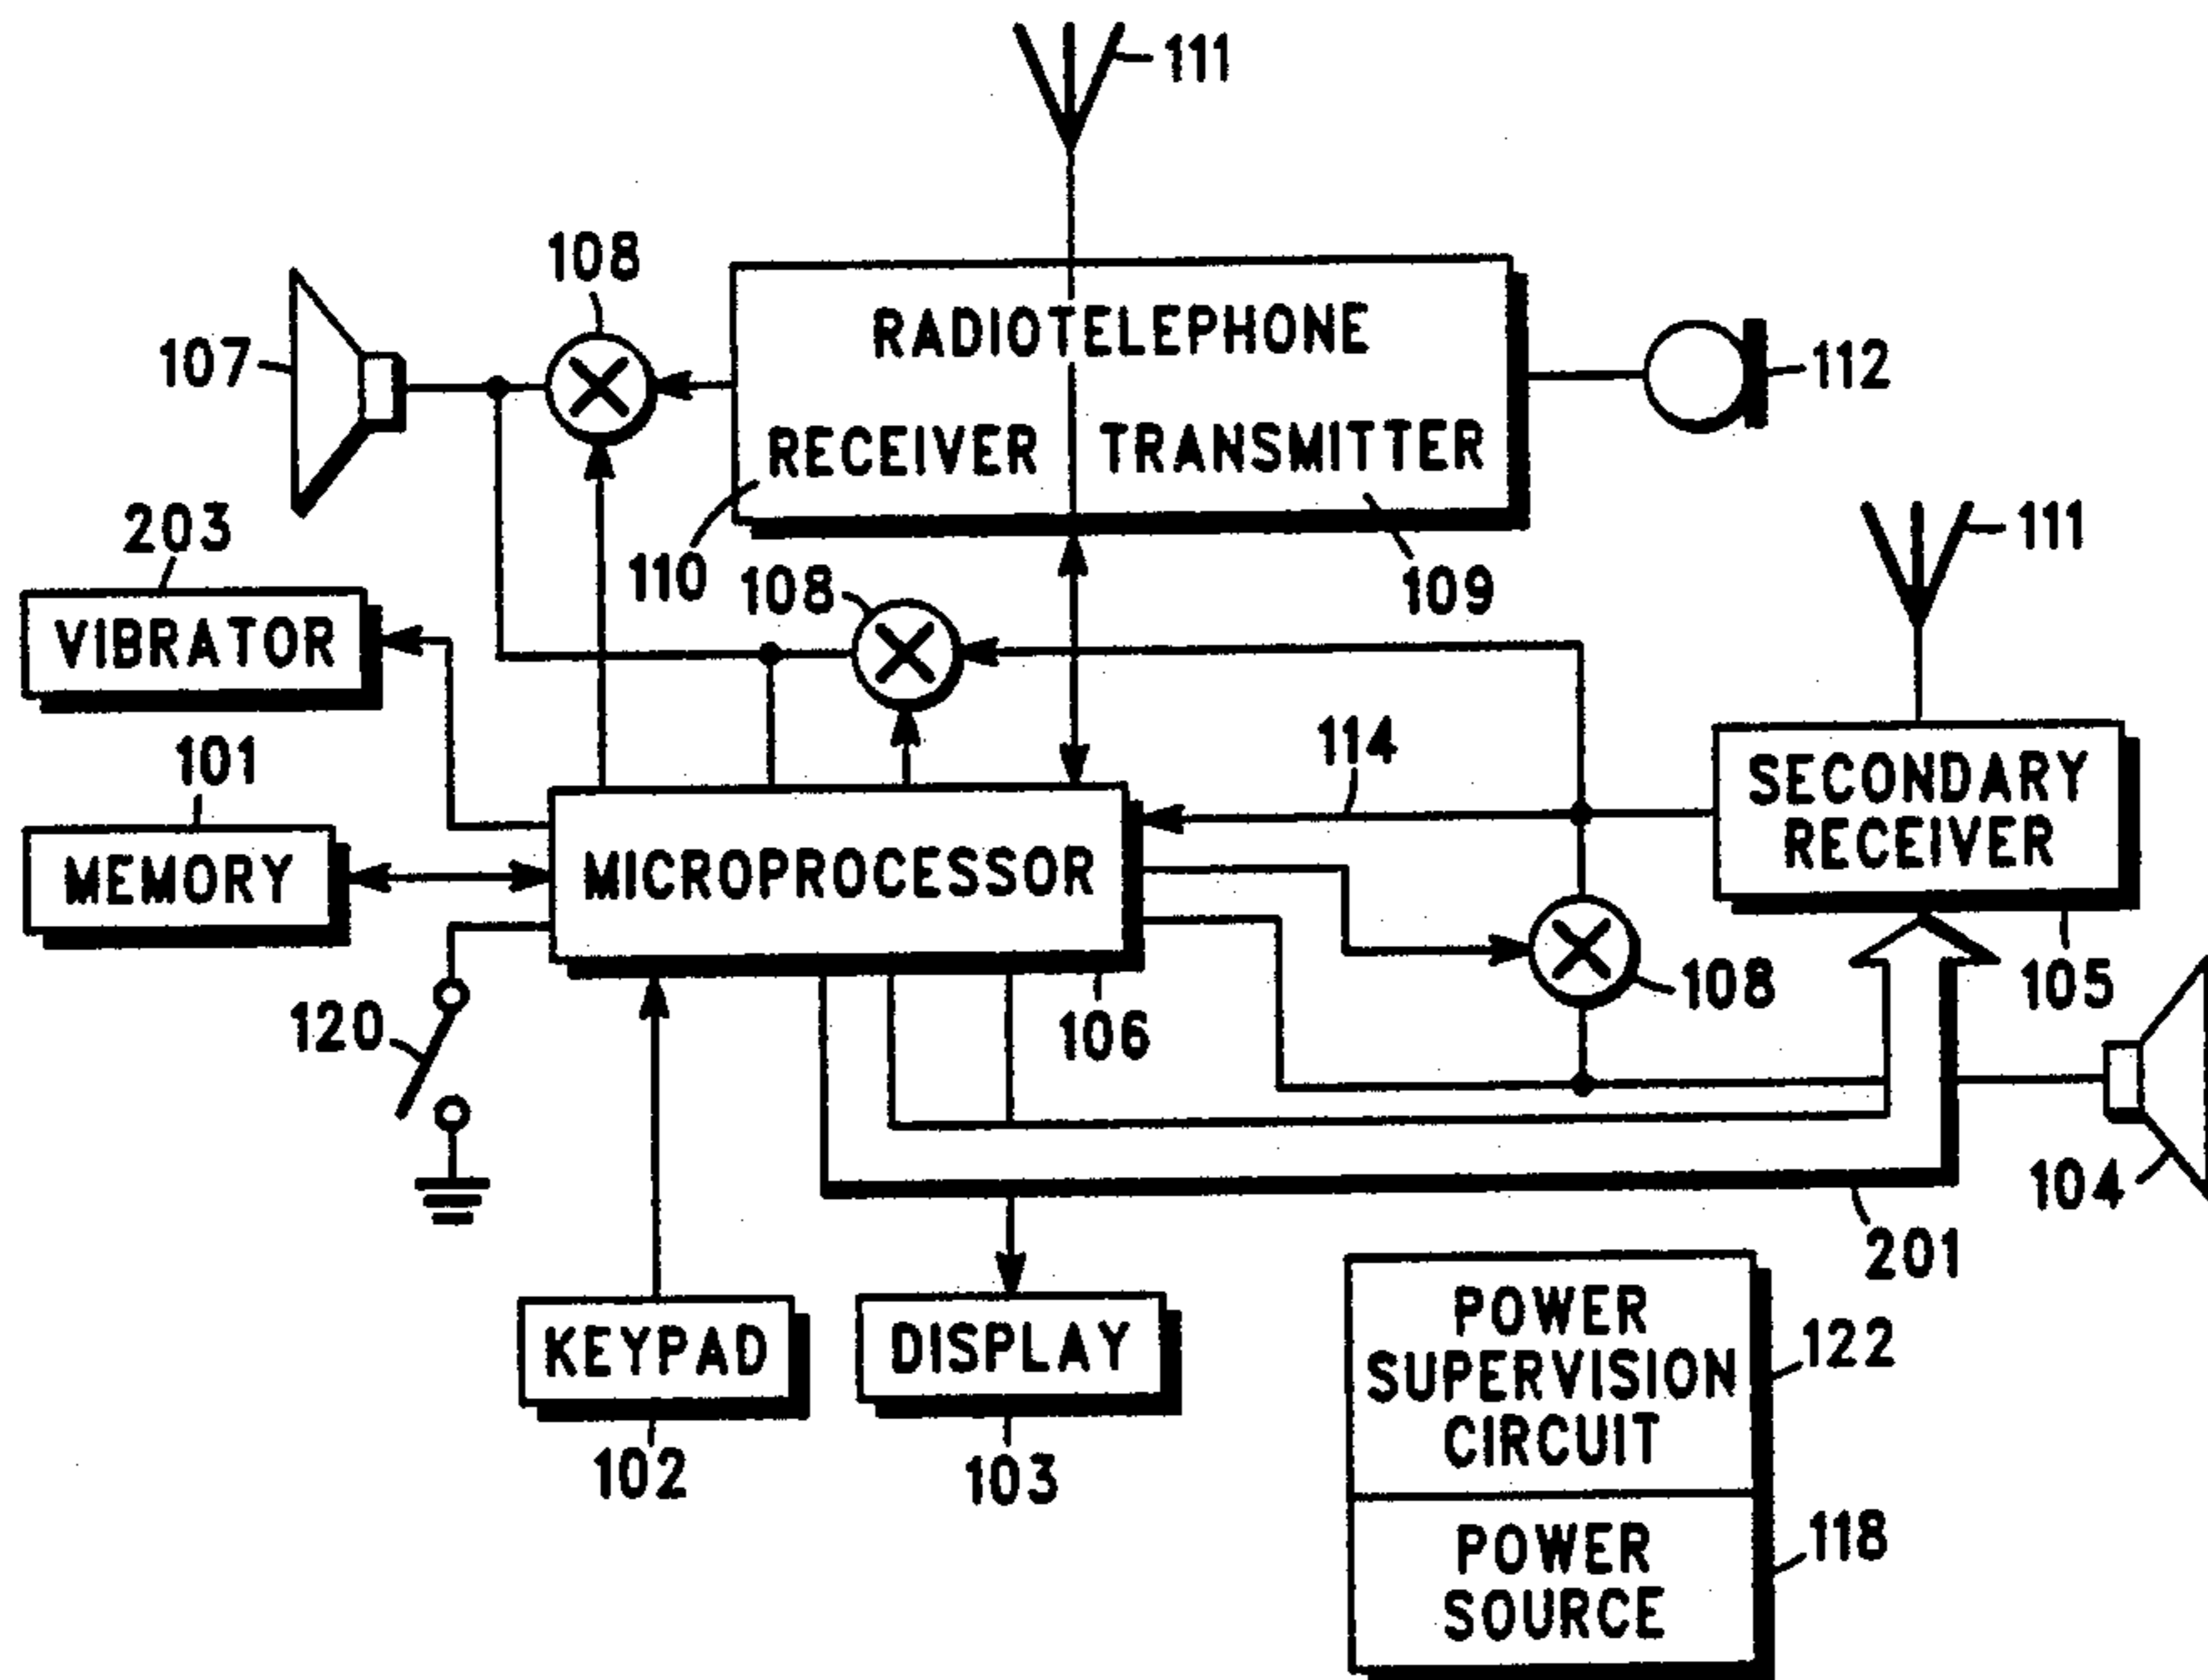 111
108
RADIOTELEPHONE
107
112
RECEIVER TRANSMITTER
203
111
110
108
109
VIBRATOR
114
101
SECONDARY
RECEIVER
MEMORY
MICROPROCESSOR
108
105
120
106
104
201
POWER
SUPERVISION
CIRCUIT
122
KEYPAD
DISPLAY
102
103
118
POWER
SOURCE